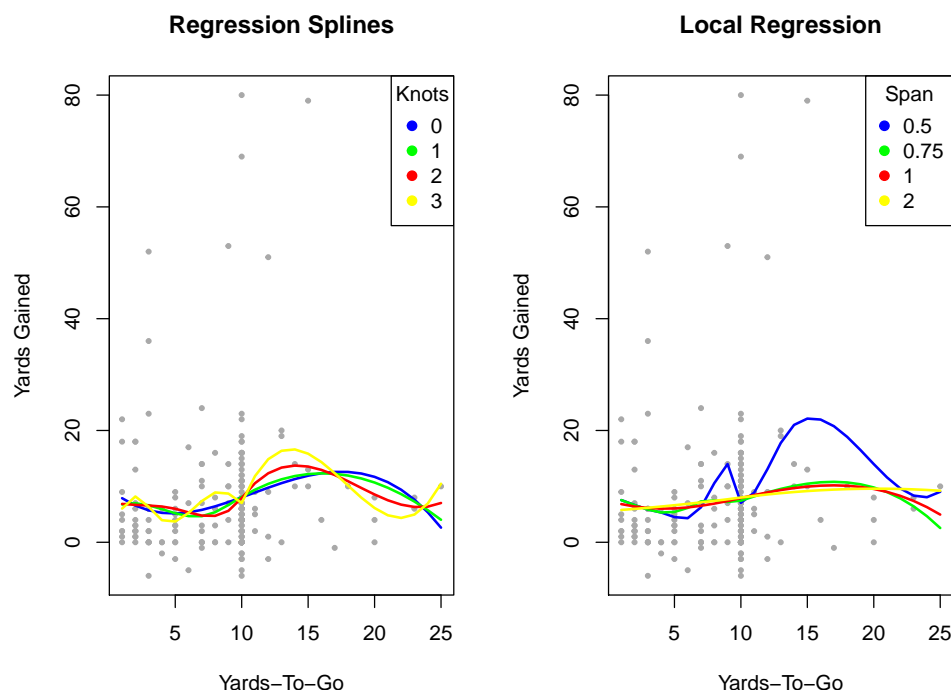 Regression Splines
Yards Gained
80
60
40
20
0
5 10 15 20 25
Yards−To−Go
Knots
0
1
2
3
Local Regression
Yards Gained
80
60
40
20
0
5 10 15 20 25
Yards−To−Go
Span
0.5
0.75
1
2